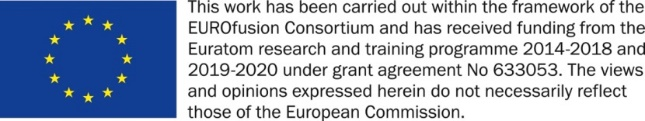 This work has been carried out within the framework of the
EUROfusion Consortium and has received funding from the
Euratom research and training programme 2014-2018 and
2019-2020 under grant agreement No 633053. The views
and opinions expressed herein do not necessarily reflect
those of the European Commission.